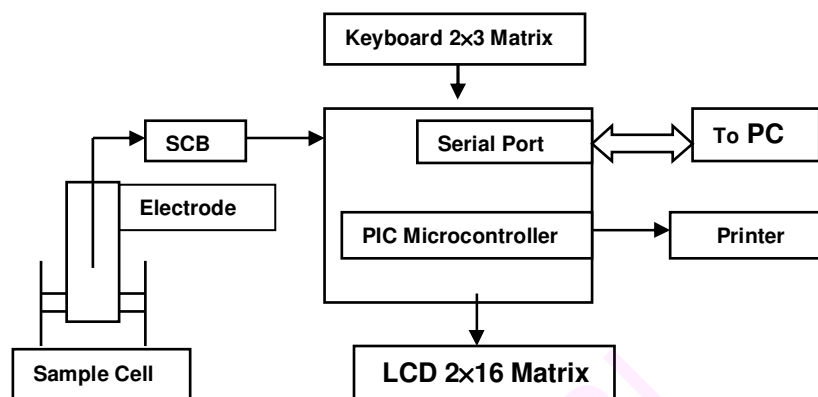 Keyboard 2×3 Matrix
SCB
Serial Port
To PC
Electrode
PIC Microcontroller
Printer
Sample Cell
LCD 2×16 Matrix